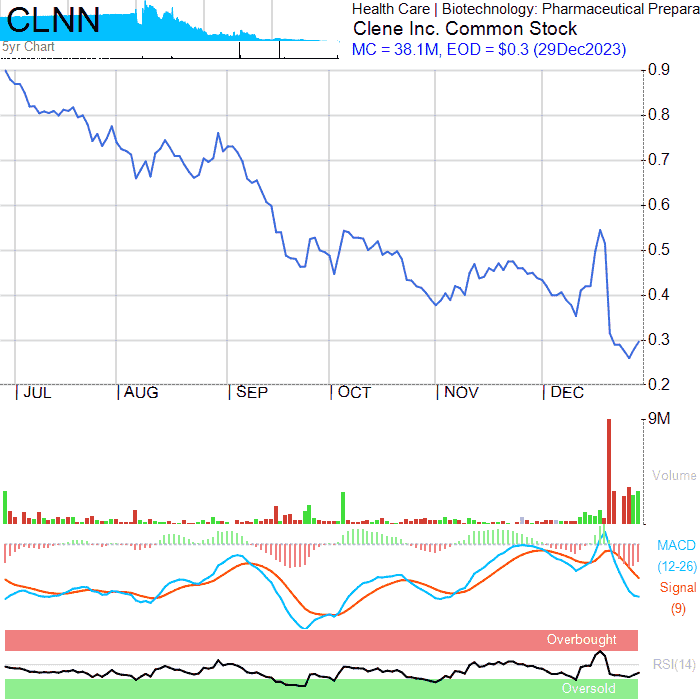 CLNN
5yr Chart
Health Care | Biotechnology: Pharmaceutical Prepara
Clene Inc. Common Stock
MC = 38.1M, EOD = $0.3 (29Dec2023)
0.9
0.8
0.7
0.6
0.5
0.4
0.3
0.2
JUL AUG SEP OCT NOV DEC
9M
Volume
MACD
(12-26)
Signal
(9)
Overbought
RSI(14)
Oversold